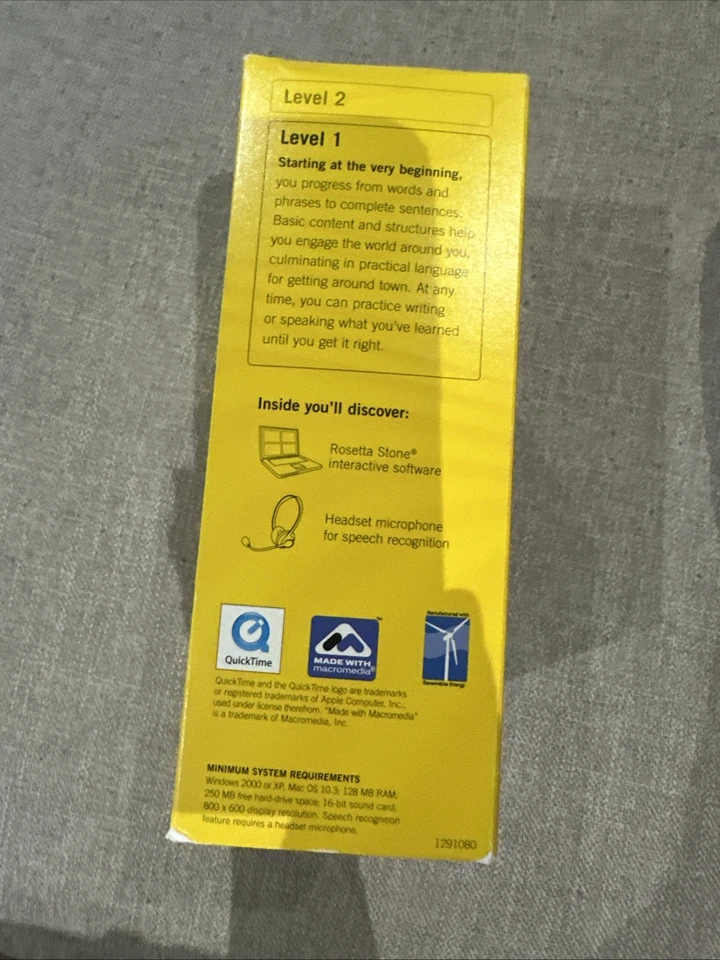 Level 2
Level 1
Starting at the very beginning,
you progress from words and
phrases to complete sentences.
Basic content and structures help
you engage the world around you,
culminating in practical language
for getting around town. At any
time, you can practice writing
or speaking what you've learned
until you get it right.
Inside you'll discover:
Rosetta Stone®
interactive software
Headset microphone
for speech recognition
QuickTime
MADE WITH
macromedia®
™
Manufactured with
Renewable Energy
QuickTime and the QuickTime logo are trademarks
or registered trademarks of Apple Computer, Inc.,
used under license therefrom. "Made with Macromedia"
is a trademark of Macromedia, Inc.
MINIMUM SYSTEM REQUIREMENTS
Windows 2000 or XP, Mac OS 10.3; 128 MB RAM;
250 MB free hard-drive space; 16-bit sound card;
800 x 600 display resolution. Speech recognition
feature requires a headset microphone.
1291080